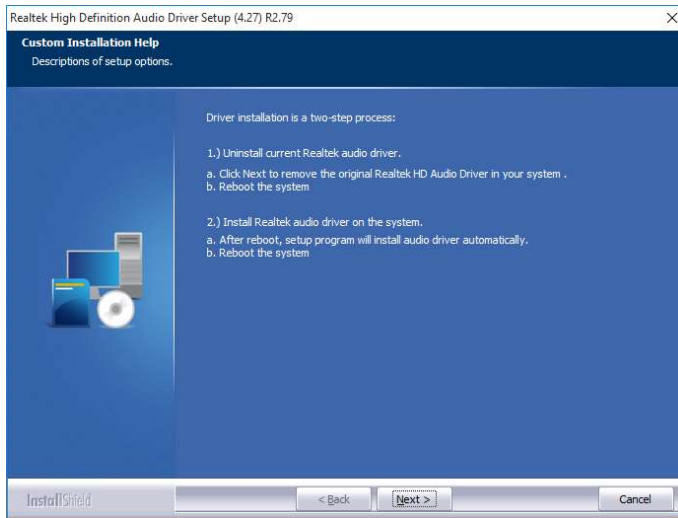 Realtek High Definition Audio Driver Setup (4.27) R2.79
Custom Installation Help
Descriptions of setup options.
Driver installation is a two-step process:
1.) Uninstall current Realtek audio driver.
a. Click Next to remove the original Realtek HD Audio Driver in your system .
b. Reboot the system
2.) Install Realtek audio driver on the system.
a. After reboot, setup program will install audio driver automatically.
b. Reboot the system
InstallShield
< Back
Next >
Cancel